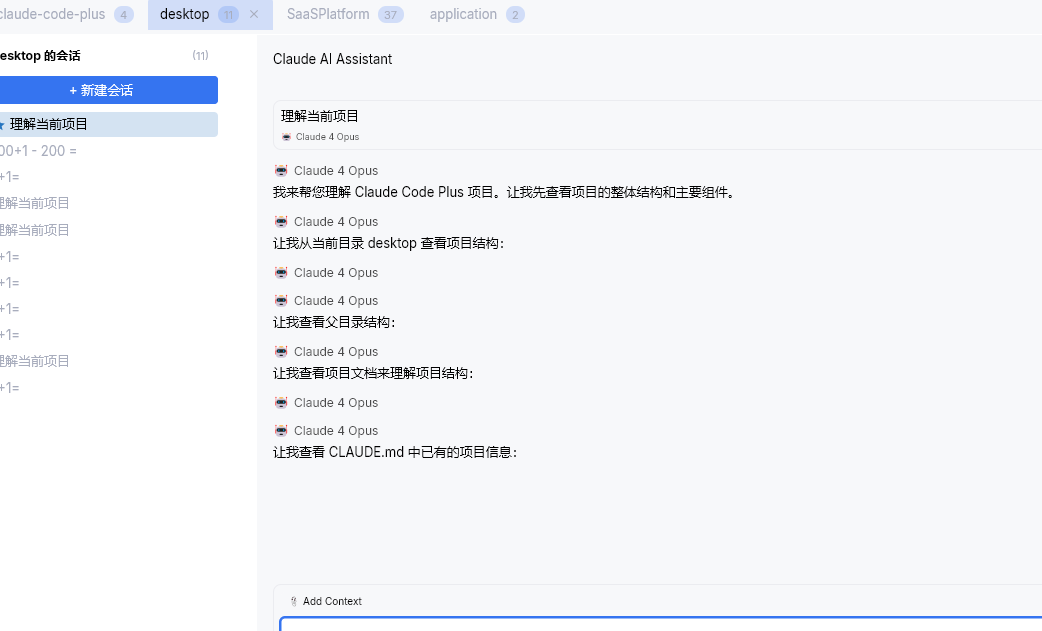 claude-code-plus 4 desktop 11 × SaaSPlatform 37 application 2
desktop 的会话 (11)
+ 新建会话
理解当前项目
00+1 - 200 =
+1=
理解当前项目
理解当前项目
+1=
+1=
+1=
+1=
理解当前项目
+1=
Claude AI Assistant
理解当前项目
Claude 4 Opus
Claude 4 Opus
我来帮您理解 Claude Code Plus 项目。让我先查看项目的整体结构和主要组件。
Claude 4 Opus
让我从当前目录 desktop 查看项目结构:
Claude 4 Opus
Claude 4 Opus
让我查看父目录结构:
Claude 4 Opus
让我查看项目文档来理解项目结构:
Claude 4 Opus
Claude 4 Opus
让我查看 CLAUDE.md 中已有的项目信息:
Add Context